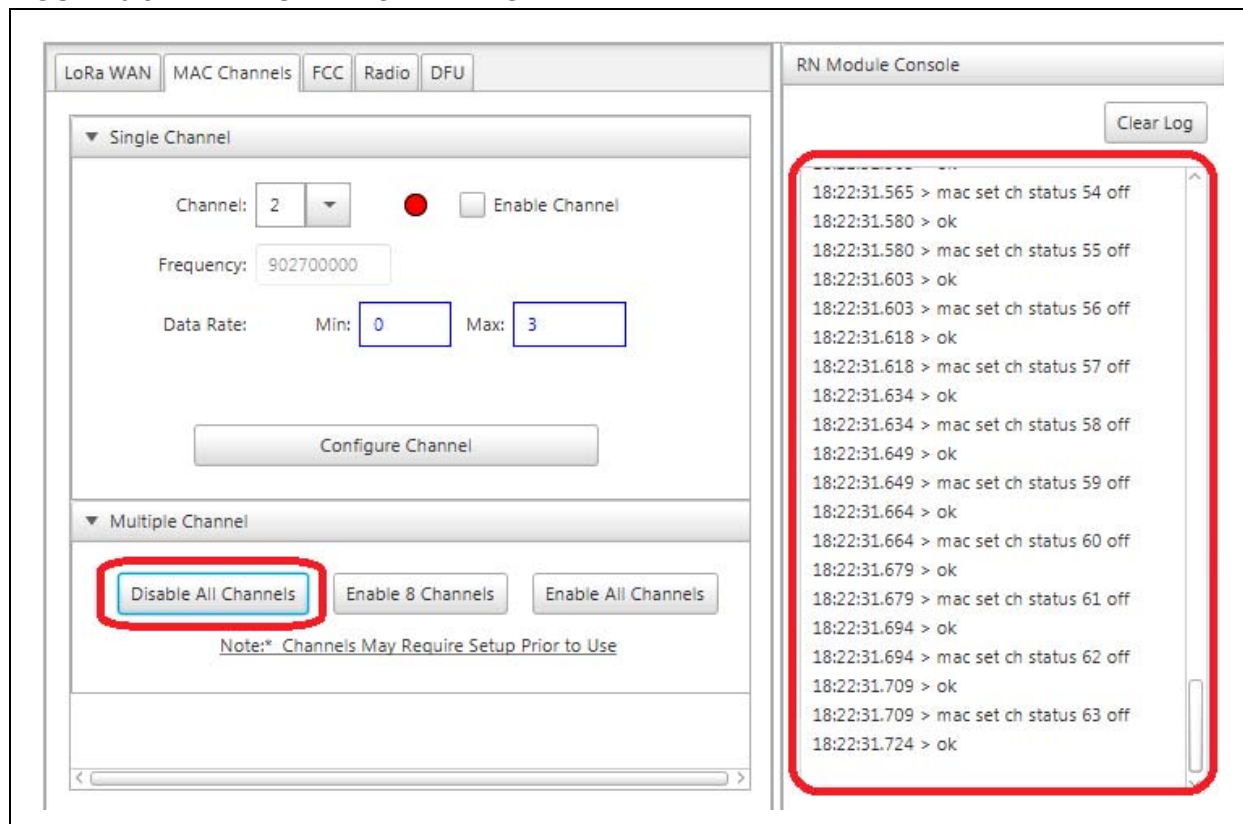 LoRa WAN MAC Channels FCC Radio DFU
Single Channel
Channel: 2 Enable Channel
Frequency: 902700000
Data Rate: Min: 0 Max: 3
Configure Channel
Multiple Channel
Disable All Channels Enable 8 Channels Enable All Channels
Note:* Channels May Require Setup Prior to Use
RN Module Console
Clear Log
18:22:31.565 > mac set ch status 54 off
18:22:31.580 > ok
18:22:31.580 > mac set ch status 55 off
18:22:31.603 > ok
18:22:31.603 > mac set ch status 56 off
18:22:31.618 > ok
18:22:31.618 > mac set ch status 57 off
18:22:31.634 > ok
18:22:31.634 > mac set ch status 58 off
18:22:31.649 > ok
18:22:31.649 > mac set ch status 59 off
18:22:31.664 > ok
18:22:31.664 > mac set ch status 60 off
18:22:31.679 > ok
18:22:31.679 > mac set ch status 61 off
18:22:31.694 > ok
18:22:31.694 > mac set ch status 62 off
18:22:31.709 > ok
18:22:31.709 > mac set ch status 63 off
18:22:31.724 > ok